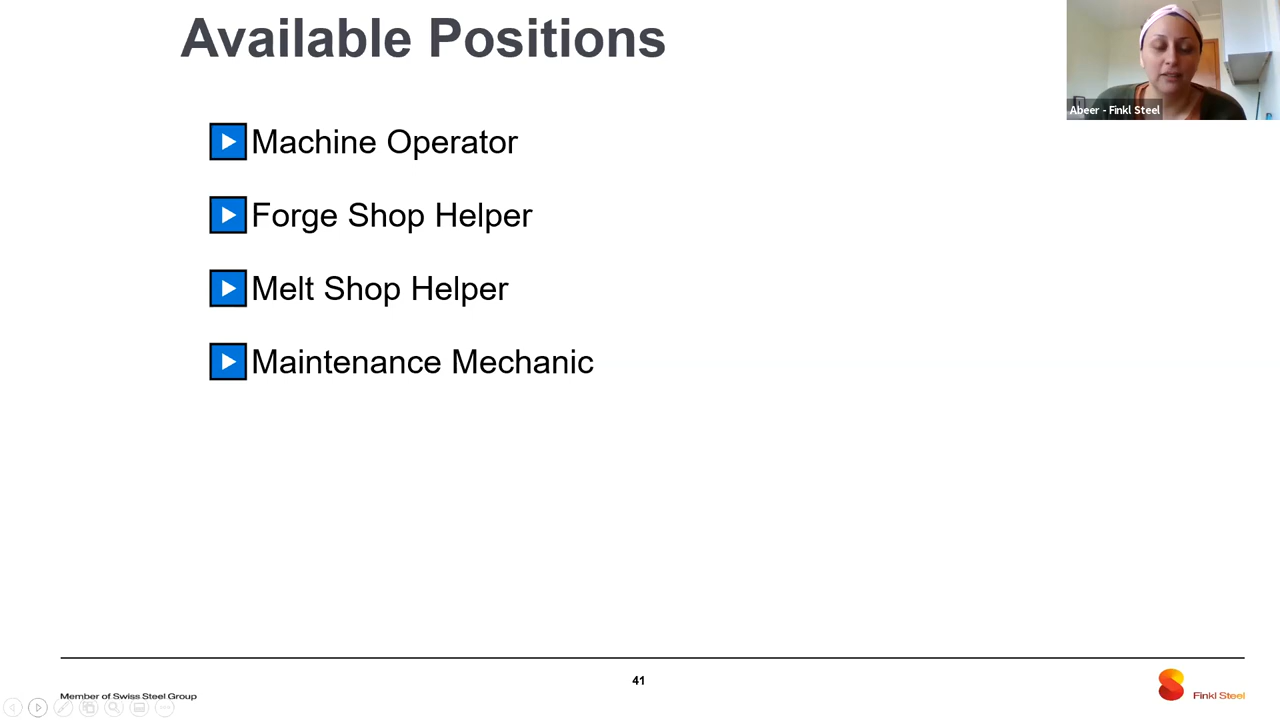 Available Positions
Abeer - Finkl Steel
Machine Operator
Forge Shop Helper
Melt Shop Helper
Maintenance Mechanic
41
Member of Swiss Steel Group
Finkl Steel